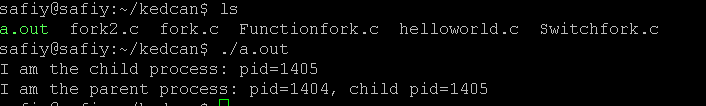 safiy@safiy:~/kedcan$ ls
a.out  fork2.c  fork.c  Functionfork.c  helloworld.c  Switchfork.c
safiy@safiy:~/kedcan$ ./a.out
I am the child process: pid=1405
I am the parent process: pid=1404, child pid=1405
safiy@safiy:~/kedcan$